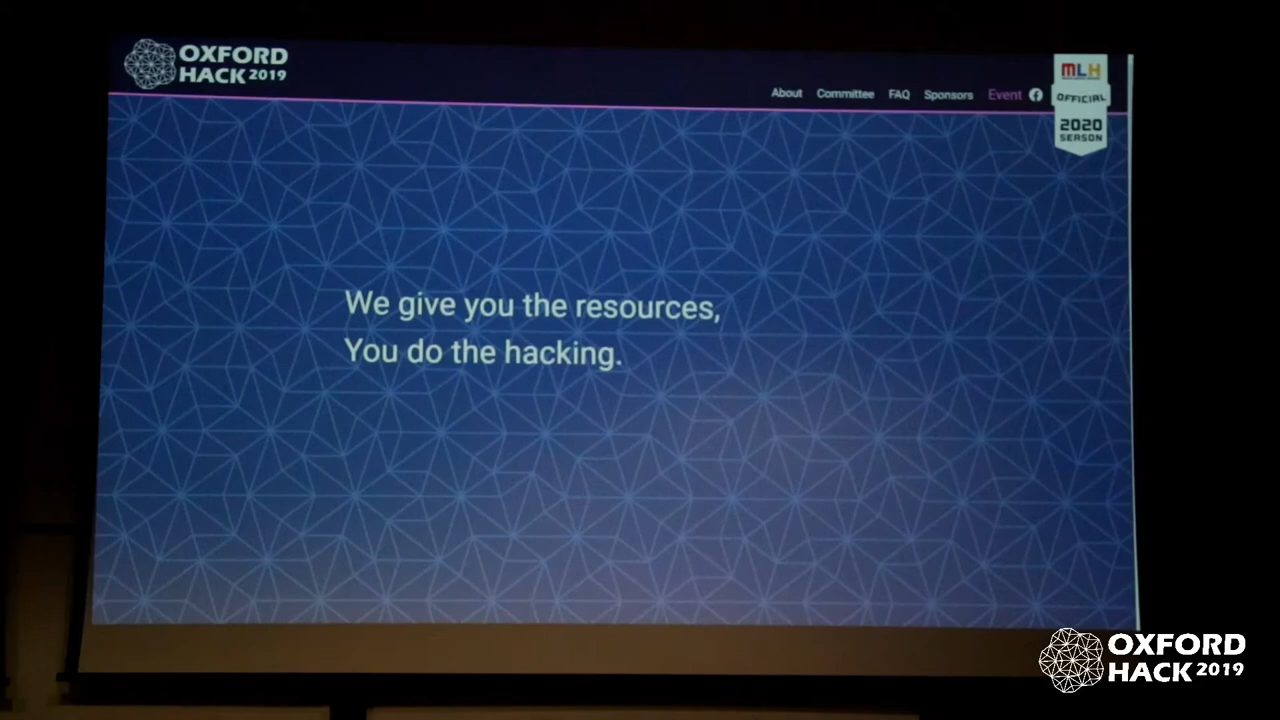 OXFORD
HACK 2019
About Committee FAQ Sponsors Event
MLH
OFFICIAL
2020
SEASON
We give you the resources,
You do the hacking.
OXFORD
HACK 2019